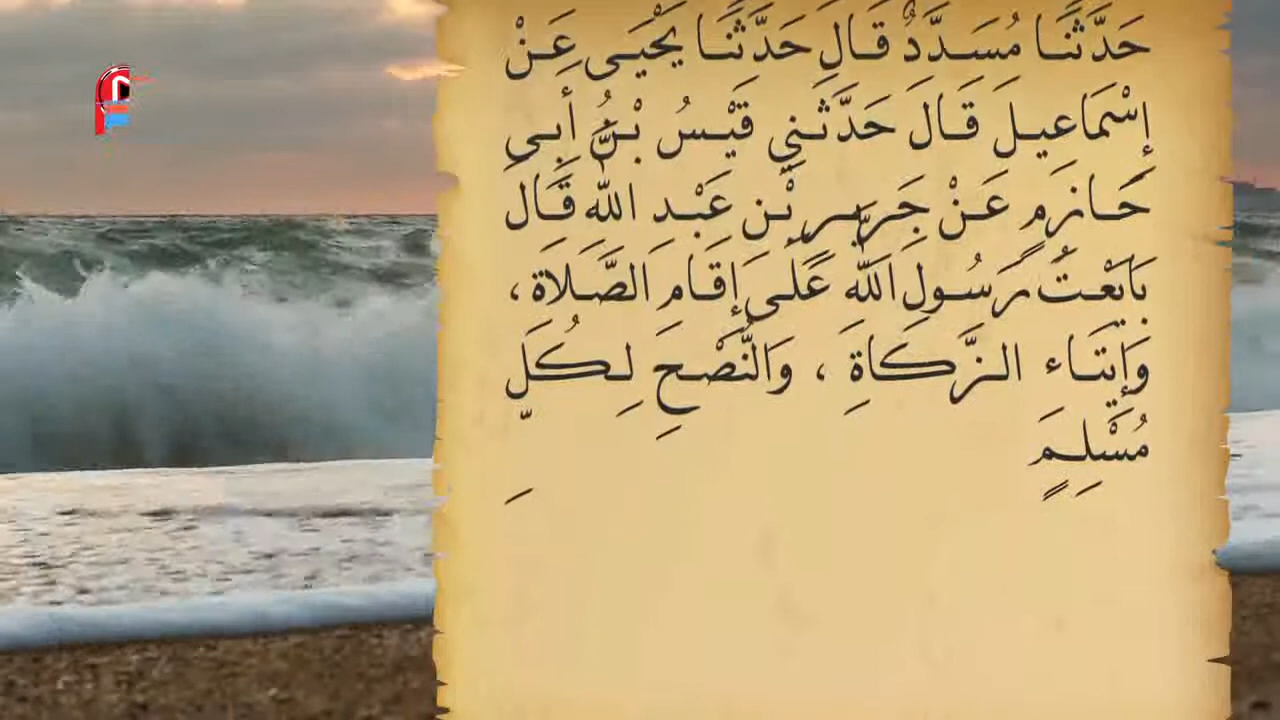 حَدَّثَنَا مُسَدَّدٌ قَالَ حَدَّثَنَا يَحْيَى عَنْ
إِسْمَاعِيلَ قَالَ حَدَّثَنِي قَيْسُ بْنُ أَبِي
حَازِمٍ عَنْ جَرِيرِ بْنِ عَبْدِ اللَّهِ قَالَ
بَايَعْتُ رَسُولَ اللَّهِ عَلَى إِقَامِ الصَّلَاةِ ،
وَإِيتَاءِ الزَّكَاةِ ، وَالنُّصْحِ لِكُلِّ
مُسْلِمٍ